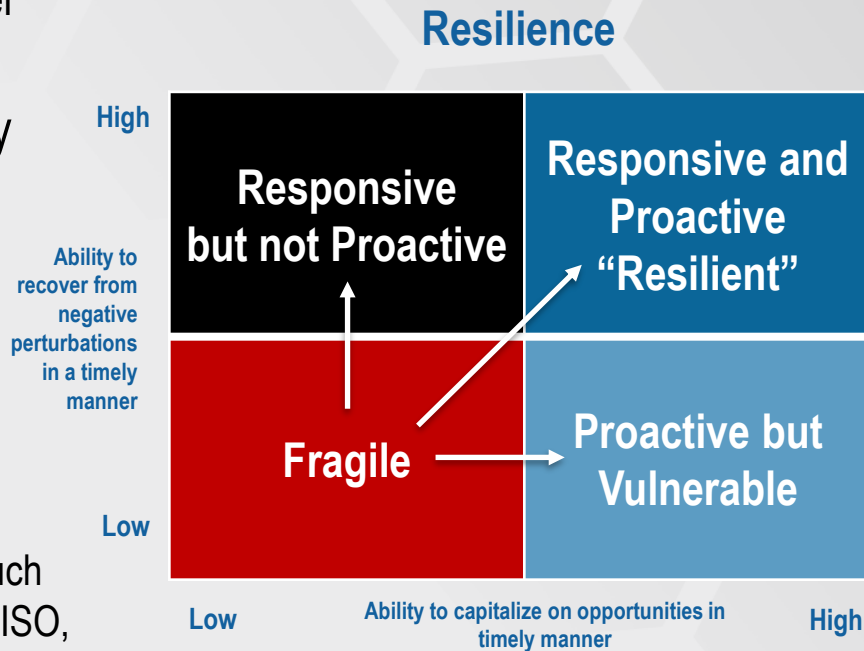 Resilience
High
Responsive
but not Proactive
Responsive and
Proactive
“Resilient”
Ability to
recover from
negative
perturbations
in a timely
manner
Fragile
Proactive but
Vulnerable
Low
ISO,
Low
Ability to capitalize on opportunities in
timely manner
High